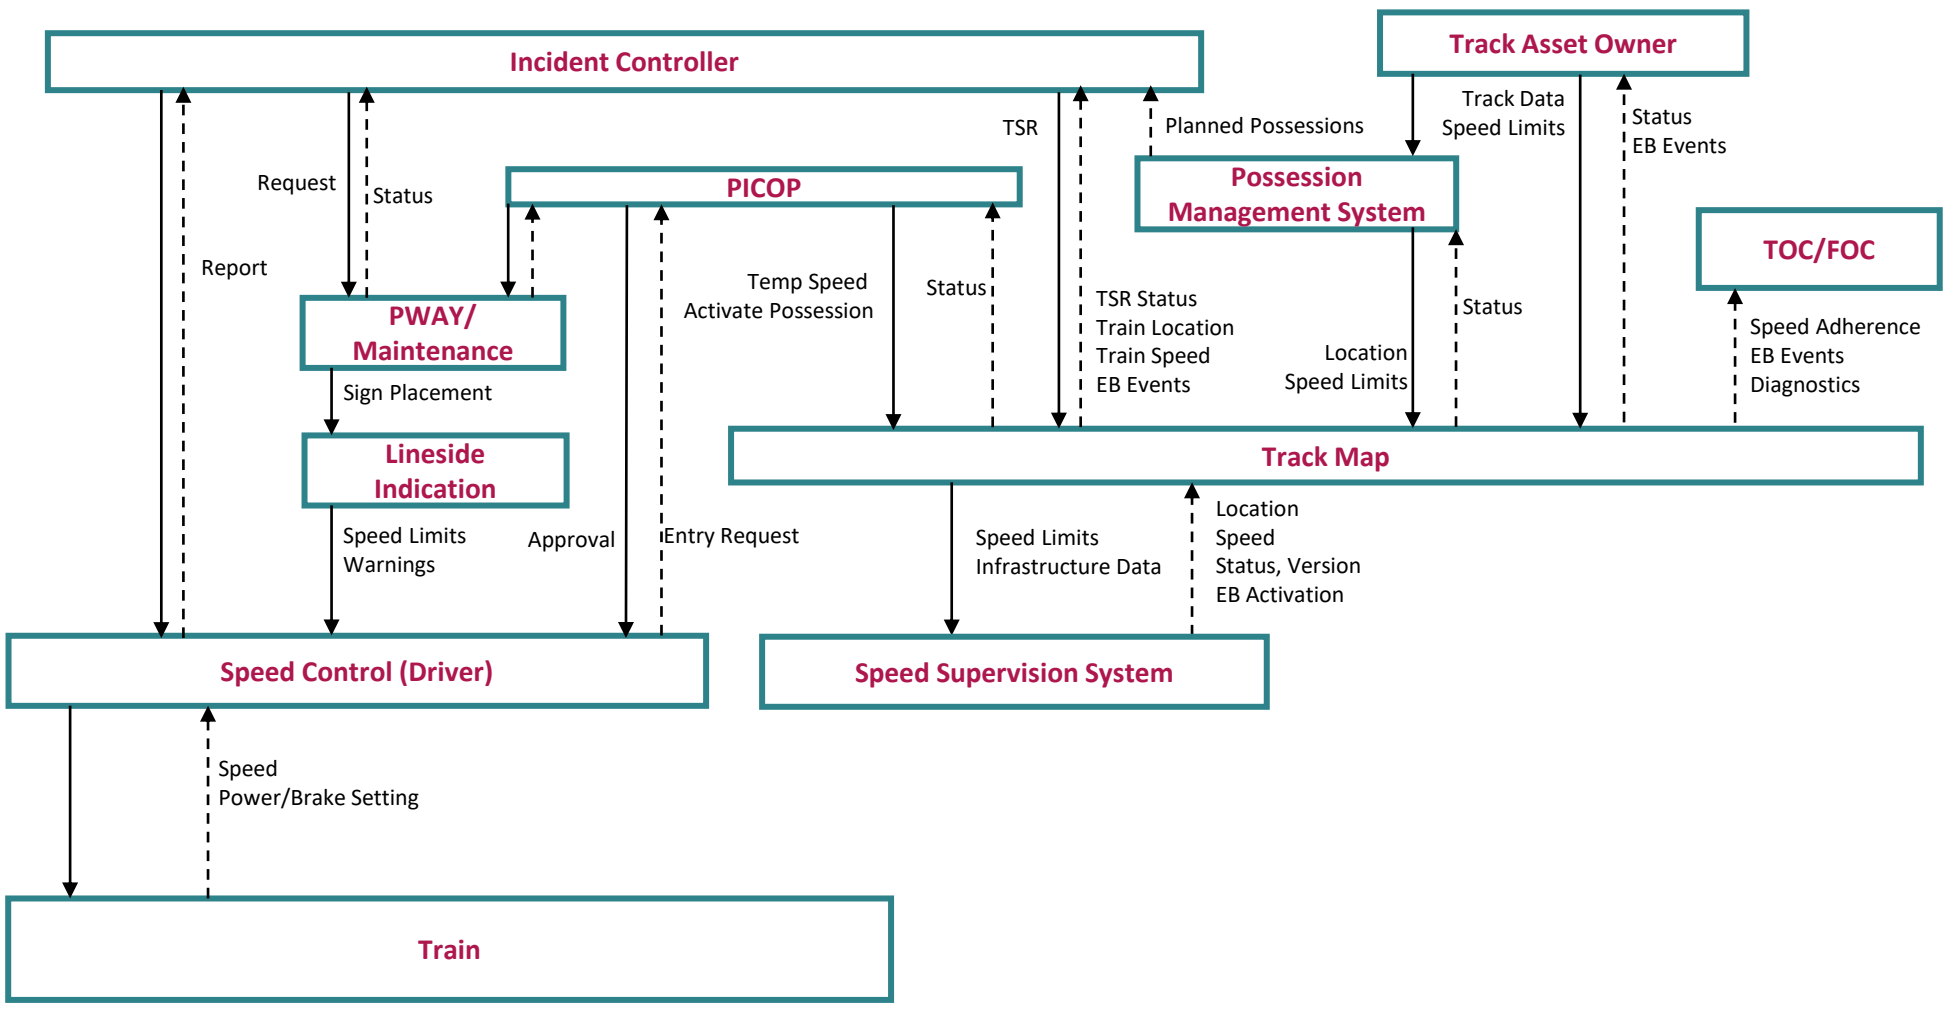 Track Asset Owner
Incident Controller
Track Data
Speed Limits
Status
EB Events
TSR
Planned Possessions
Request
Status
PICOP
Possession
Management System
TOC/FOC
Report
Temp Speed
Activate Possession
Status
TSR Status
Train Location
Train Speed
EB Events
Location
Speed Limits
Status
Speed Adherence
EB Events
Diagnostics
PWAY/
Maintenance
Sign Placement
Track Map
Lineside
Indication
Speed Limits
Warnings
Approval
Entry Request
Speed Limits
Infrastructure Data
Location
Speed
Status, Version
EB Activation
Speed Control (Driver)
Speed Supervision System
Speed
Power/Brake Setting
Train